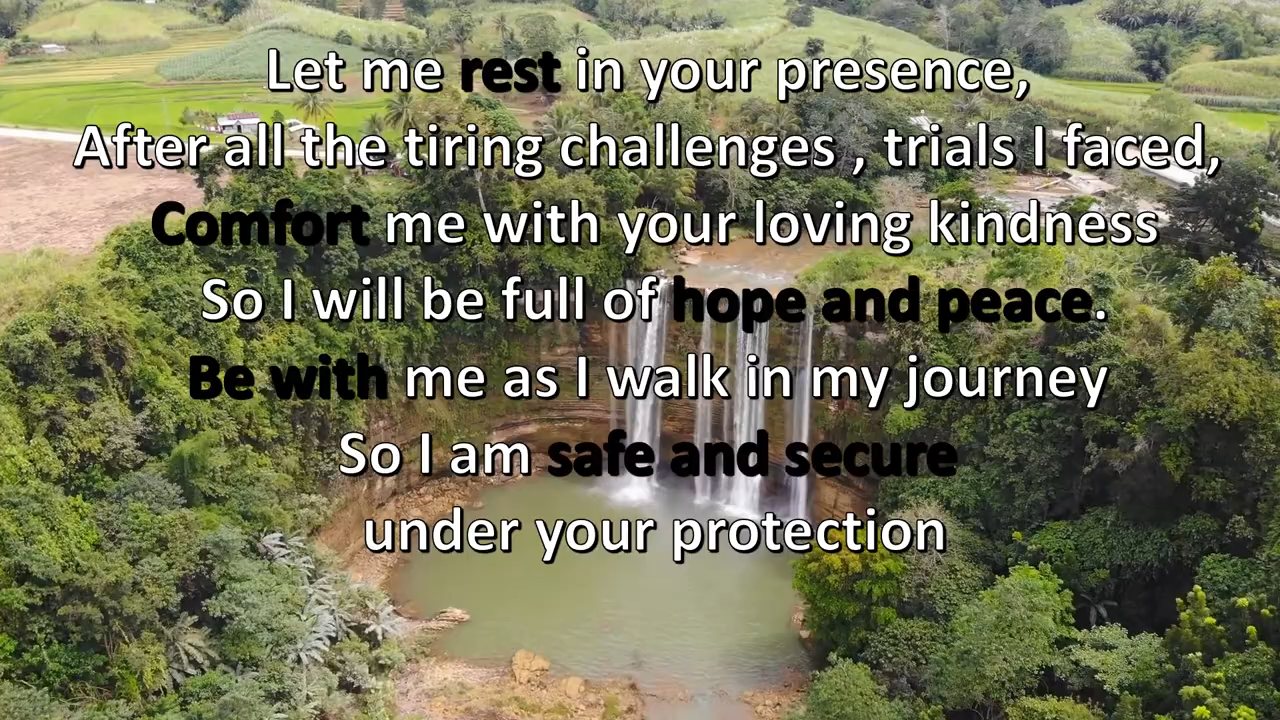 Let me rest in your presence,
After all the tiring challenges , trials I faced,
Comfort me with your loving kindness
So I will be full of hope and peace.
Be with me as I walk in my journey
So I am safe and secure
under your protection